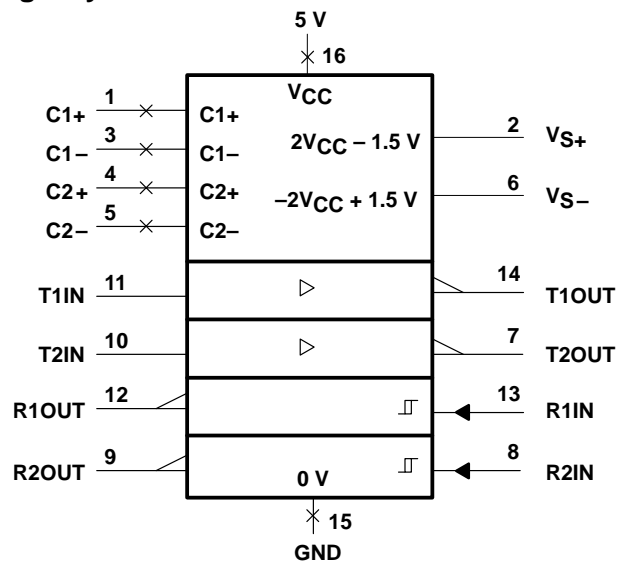 5 V
16
VCC
1
C1+ C1+
3
C1– C1–
2VCC – 1.5 V
2
VS+
4
C2+ C2+
–2VCC + 1.5 V
6
VS–
5
C2– C2–
11
T1IN
14
T1OUT
10
T2IN
7
T2OUT
12
R1OUT
13
R1IN
9
R2OUT
8
R2IN
0 V
15
GND